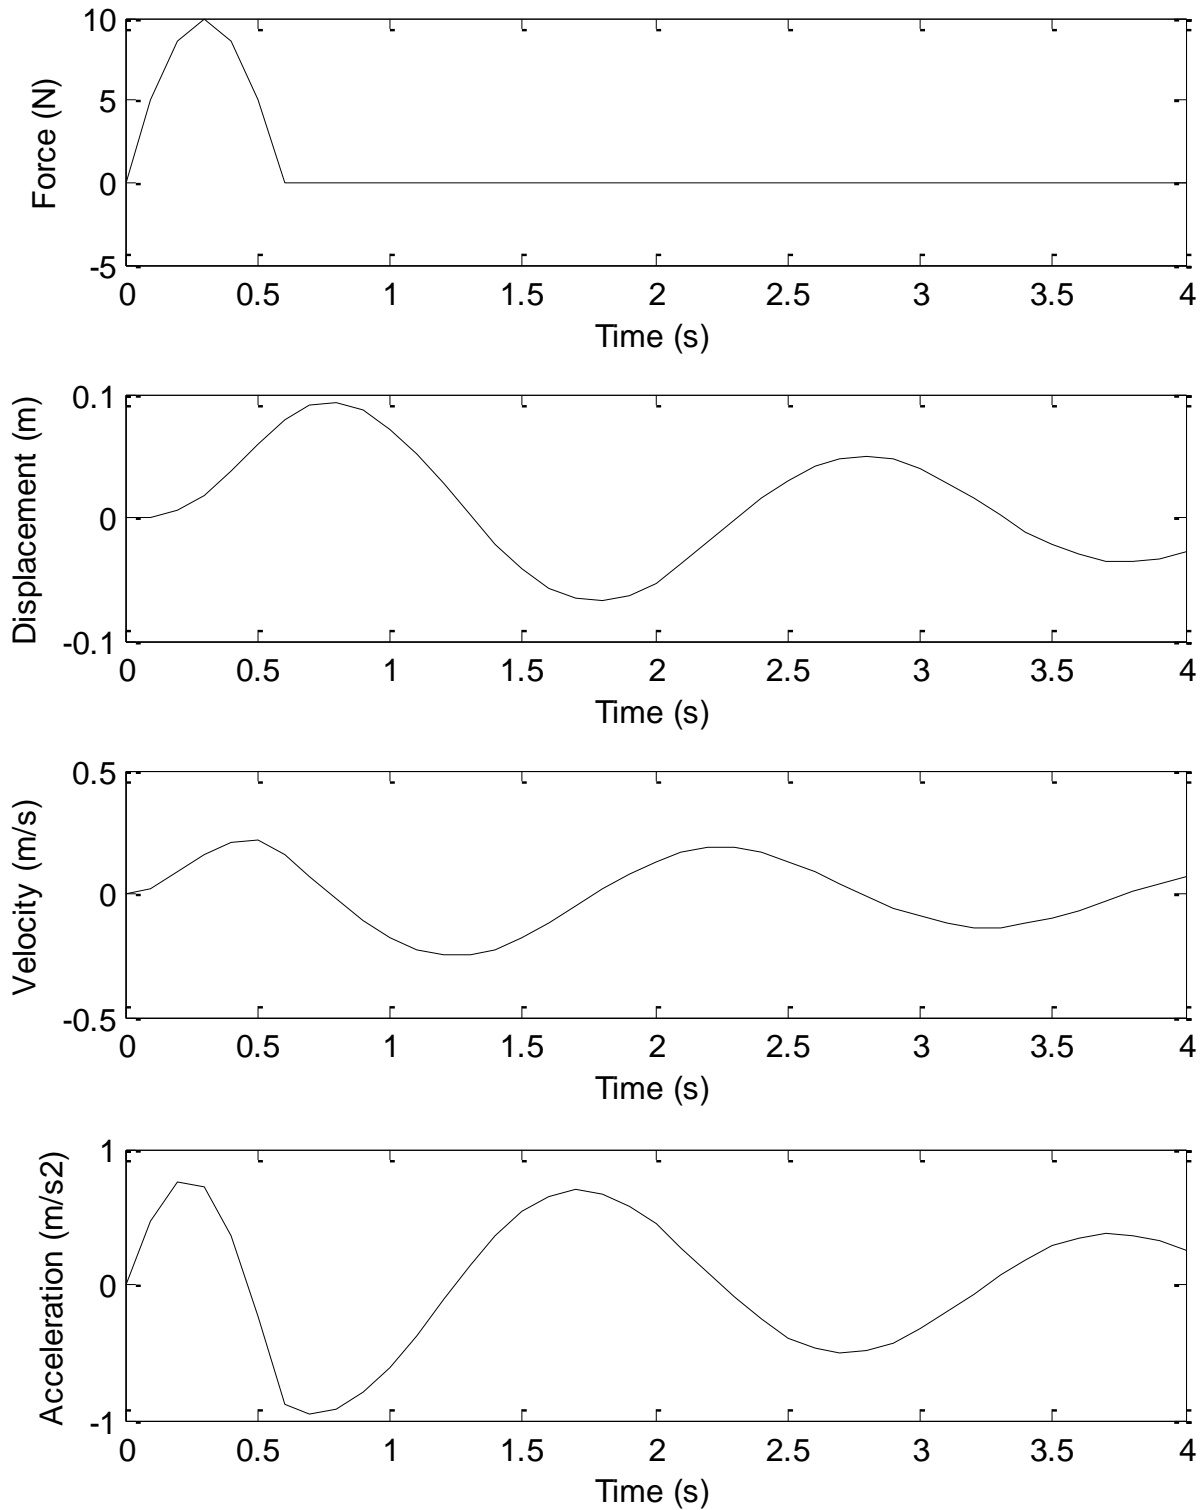 10
5
0
-5
Force (N)
0 0.5 1 1.5 2 2.5 3 3.5 4
Time (s)
0.1
0
-0.1
Displacement (m)
0 0.5 1 1.5 2 2.5 3 3.5 4
Time (s)
0.5
0
-0.5
Velocity (m/s)
0 0.5 1 1.5 2 2.5 3 3.5 4
Time (s)
1
0
-1
Acceleration (m/s2)
0 0.5 1 1.5 2 2.5 3 3.5 4
Time (s)